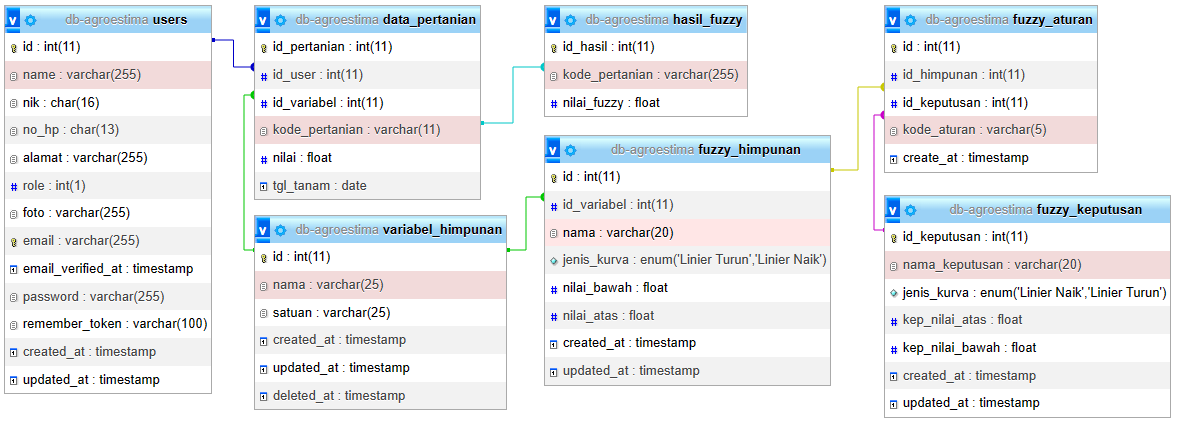 db-agroestima users
id : int(11)
name : varchar(255)
nik : char(16)
no_hp : char(13)
alamat : varchar(255)
role : int(1)
foto : varchar(255)
email : varchar(255)
email_verified_at : timestamp
password : varchar(255)
remember_token : varchar(100)
created_at : timestamp
updated_at : timestamp
db-agroestima data_pertanian
id_pertanian : int(11)
id_user : int(11)
id_variabel : int(11)
kode_pertanian : varchar(11)
nilai : float
tgl_tanam : date
db-agroestima variabel_himpunan
id : int(11)
nama : varchar(25)
satuan : varchar(25)
created_at : timestamp
updated_at : timestamp
deleted_at : timestamp
db-agroestima hasil_fuzzy
id_hasil : int(11)
kode_pertanian : varchar(255)
nilai_fuzzy : float
db-agroestima fuzzy_himpunan
id : int(11)
id_variabel : int(11)
nama : varchar(20)
jenis_kurva : enum('Linier Turun','Linier Naik')
nilai_bawah : float
nilai_atas : float
created_at : timestamp
updated_at : timestamp
db-agroestima fuzzy_aturan
id : int(11)
id_himpunan : int(11)
id_keputusan : int(11)
kode_aturan : varchar(5)
create_at : timestamp
db-agroestima fuzzy_keputusan
id_keputusan : int(11)
nama_keputusan : varchar(20)
jenis_kurva : enum('Linier Naik','Linier Turun')
kep_nilai_atas : float
kep_nilai_bawah : float
created_at : timestamp
updated_at : timestamp